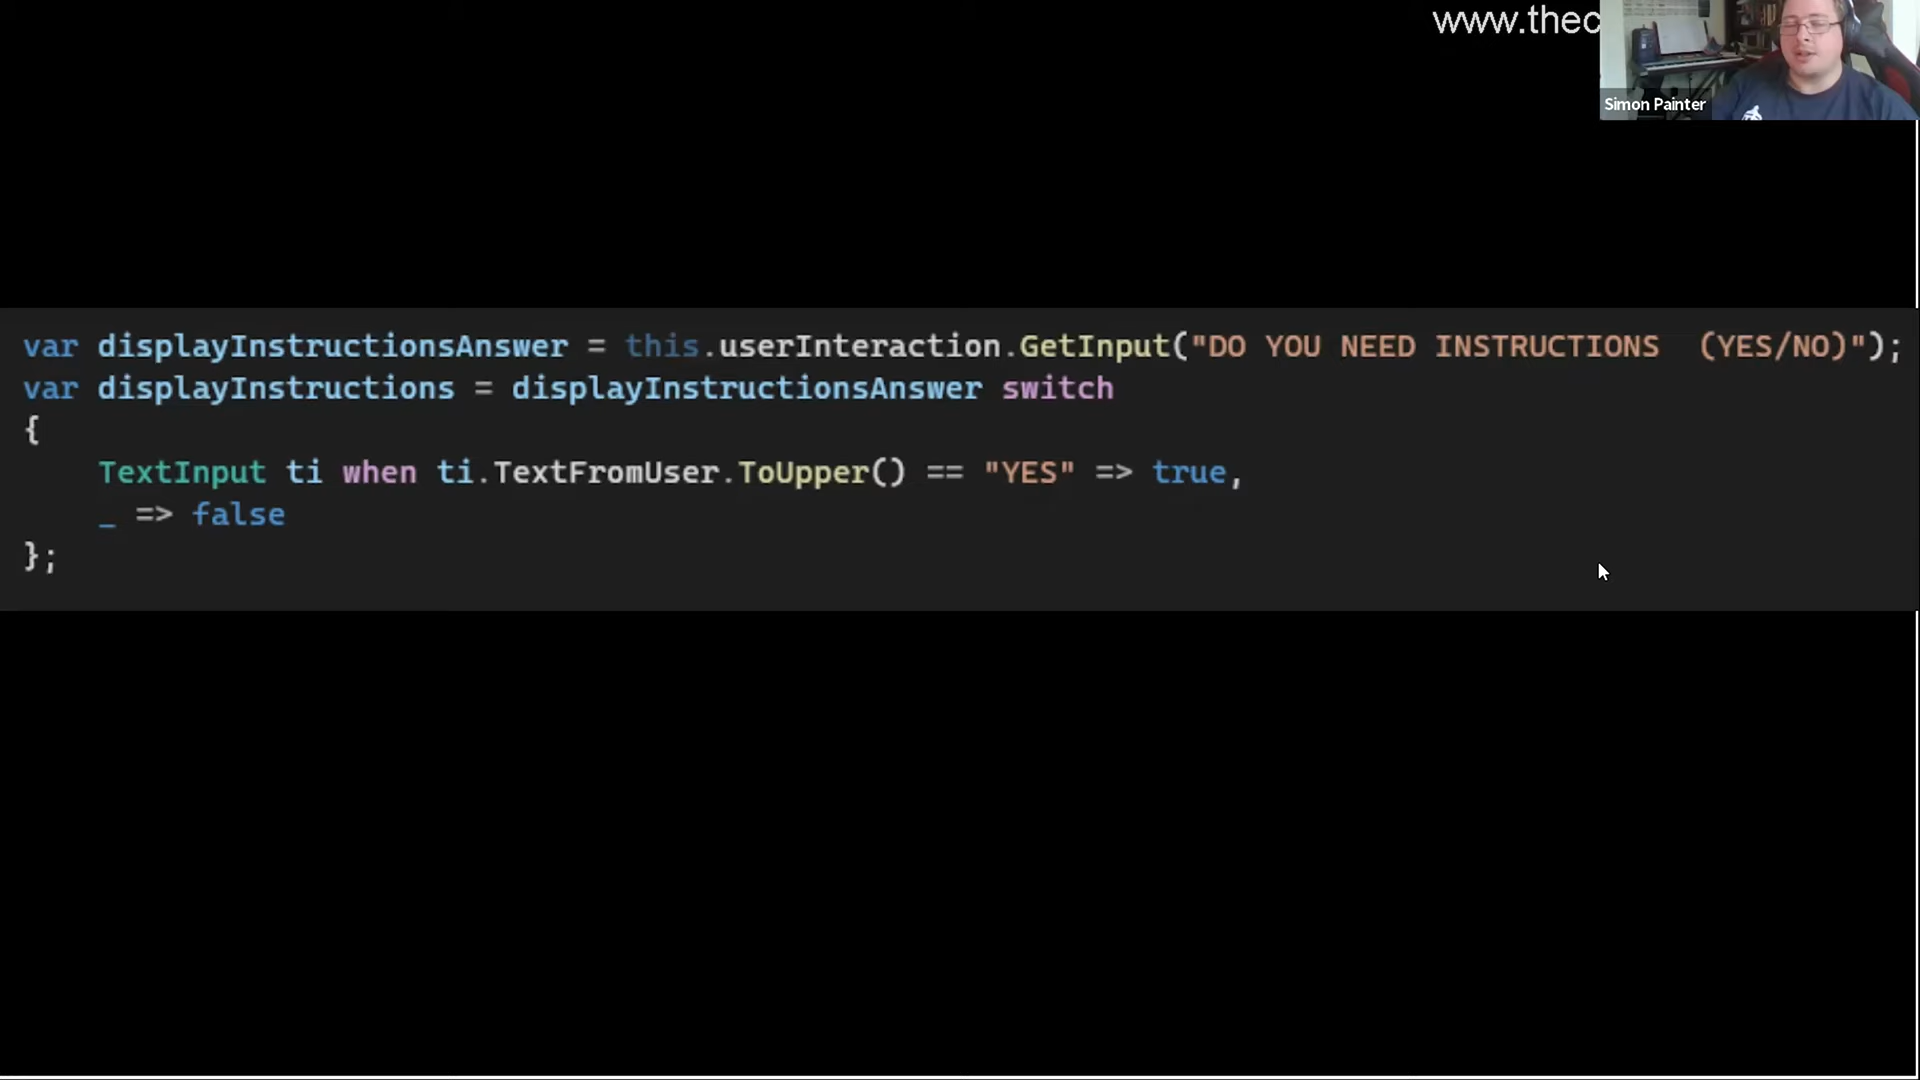 www.thec
Simon Painter
var displayInstructionsAnswer = this.userInteraction.GetInput("DO YOU NEED INSTRUCTIONS  (YES/NO)");
var displayInstructions = displayInstructionsAnswer switch
{
    TextInput ti when ti.TextFromUser.ToUpper() == "YES" => true,
    _ => false
};